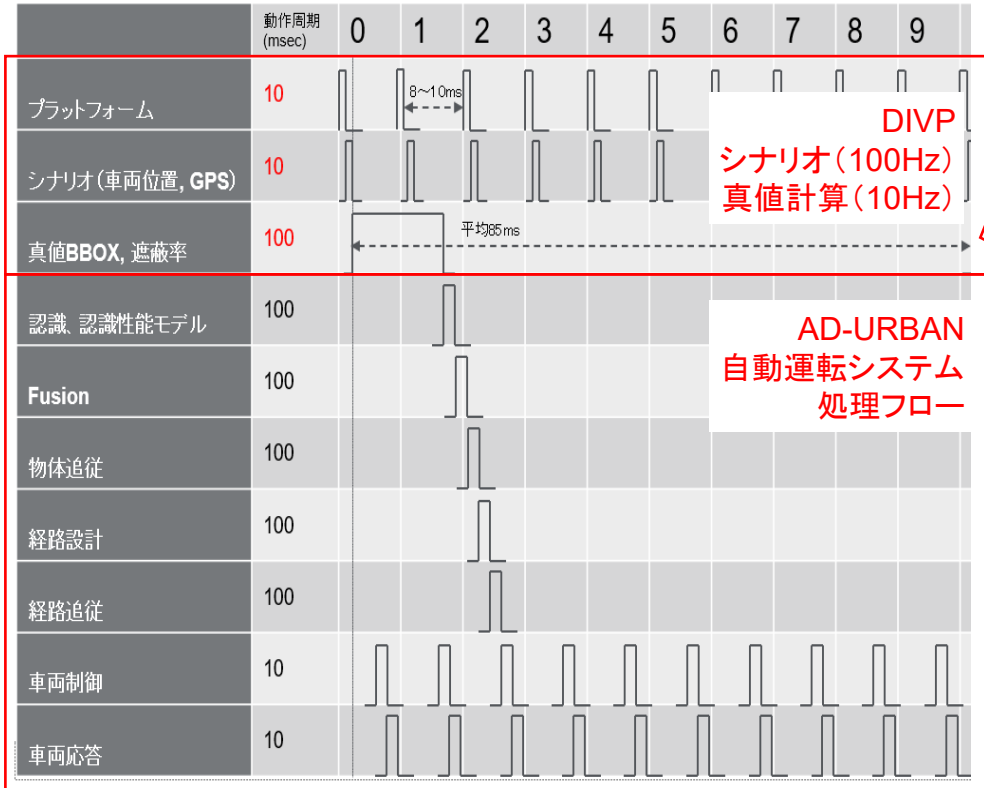 動作周期
(msec)
0 1 2 3 4 5 6 7 8 9
プラットフォーム
10
8～10ms
シナリオ(車両位置, GPS)
10
真値BBOX, 遮蔽率
100
平均85ms
DIVP
シナリオ(100Hz)
真値計算(10Hz)
認識、認識性能モデル
100
Fusion
100
物体追従
100
経路設計
100
経路追従
100
車両制御
10
車両応答
10
AD-URBAN
自動運転システム
処理フロー